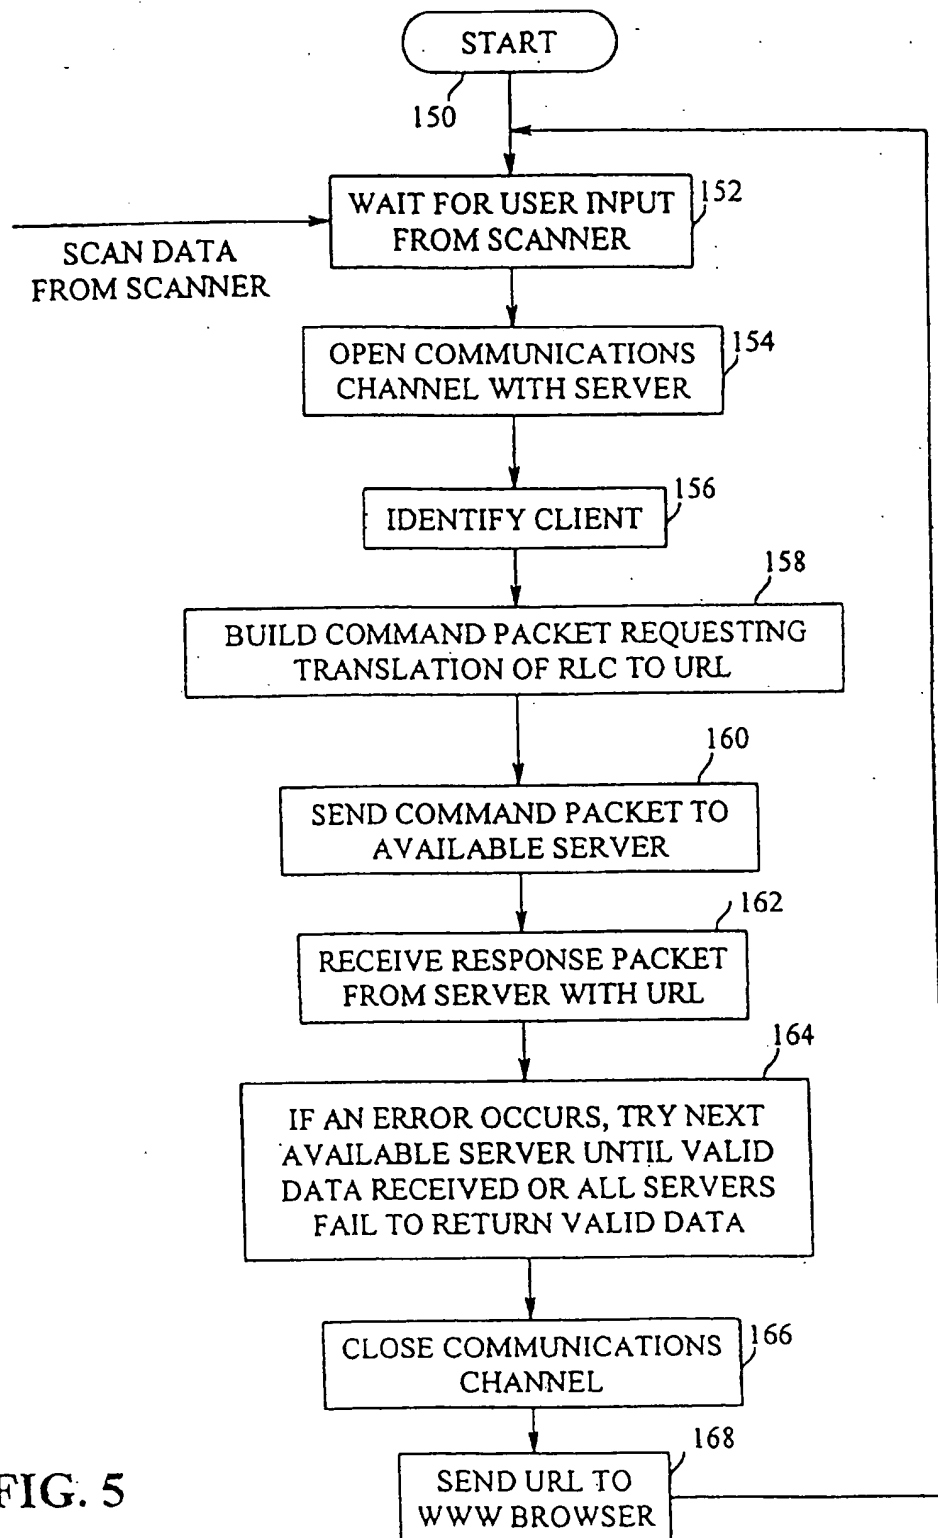 START
150
WAIT FOR USER INPUT
FROM SCANNER
152
SCAN DATA
FROM SCANNER
OPEN COMMUNICATIONS
CHANNEL WITH SERVER
154
IDENTIFY CLIENT
156
158
BUILD COMMAND PACKET REQUESTING
TRANSLATION OF RLC TO URL
160
SEND COMMAND PACKET TO
AVAILABLE SERVER
162
RECEIVE RESPONSE PACKET
FROM SERVER WITH URL
164
IF AN ERROR OCCURS, TRY NEXT
AVAILABLE SERVER UNTIL VALID
DATA RECEIVED OR ALL SERVERS
FAIL TO RETURN VALID DATA
CLOSE COMMUNICATIONS
CHANNEL
166
168
SEND URL TO
WWW BROWSER
FIG. 5